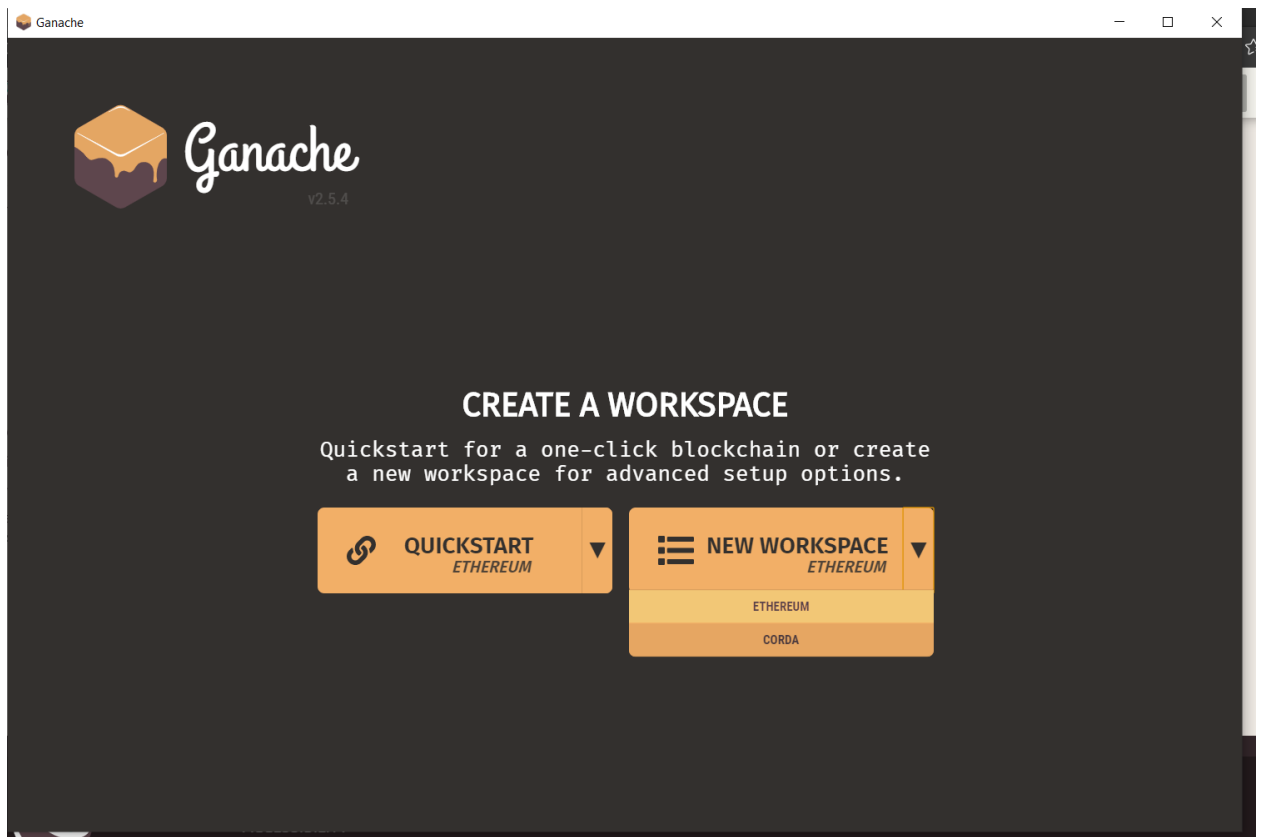 Ganache
Ganache
v2.5.4
CREATE A WORKSPACE
Quickstart for a one-click blockchain or create
a new workspace for advanced setup options.
QUICKSTART
ETHEREUM
NEW WORKSPACE
ETHEREUM
ETHEREUM
CORDA